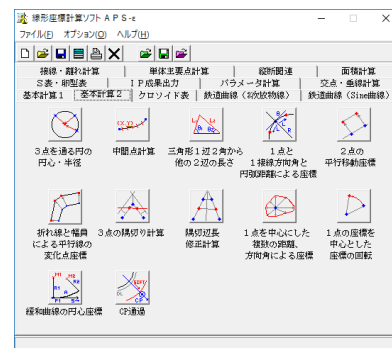 線形座標計算ソフトＡＰＳ-ε
ファイル(F) オプション(O) ヘルプ(H)
接線・離れ計算 単体主要点計算 縦断関連 面積計算
Ｓ表・卵型表 ＩＰ成果出力 パラメータ計算 交点・垂線計算
基本計算１ 基本計算２ クロソイド表 鉄道曲線（3次放物線） 鉄道曲線（Sine曲線）
３点を通る円の
円心・半径
中間点計算
三角形１辺２角から
他の２辺の長さ
１点と
１接線方向角と
円弧距離による座標
２点の
平行移動座標
折れ線と幅員
による平行線の
変化点座標
３点の隅切り計算
隅切辺長
修正計算
１点を中心にした
複数の距離、
方向角による座標
１点の座標を
中心とした
座標の回転
緩和曲線の円心座標
CP通過